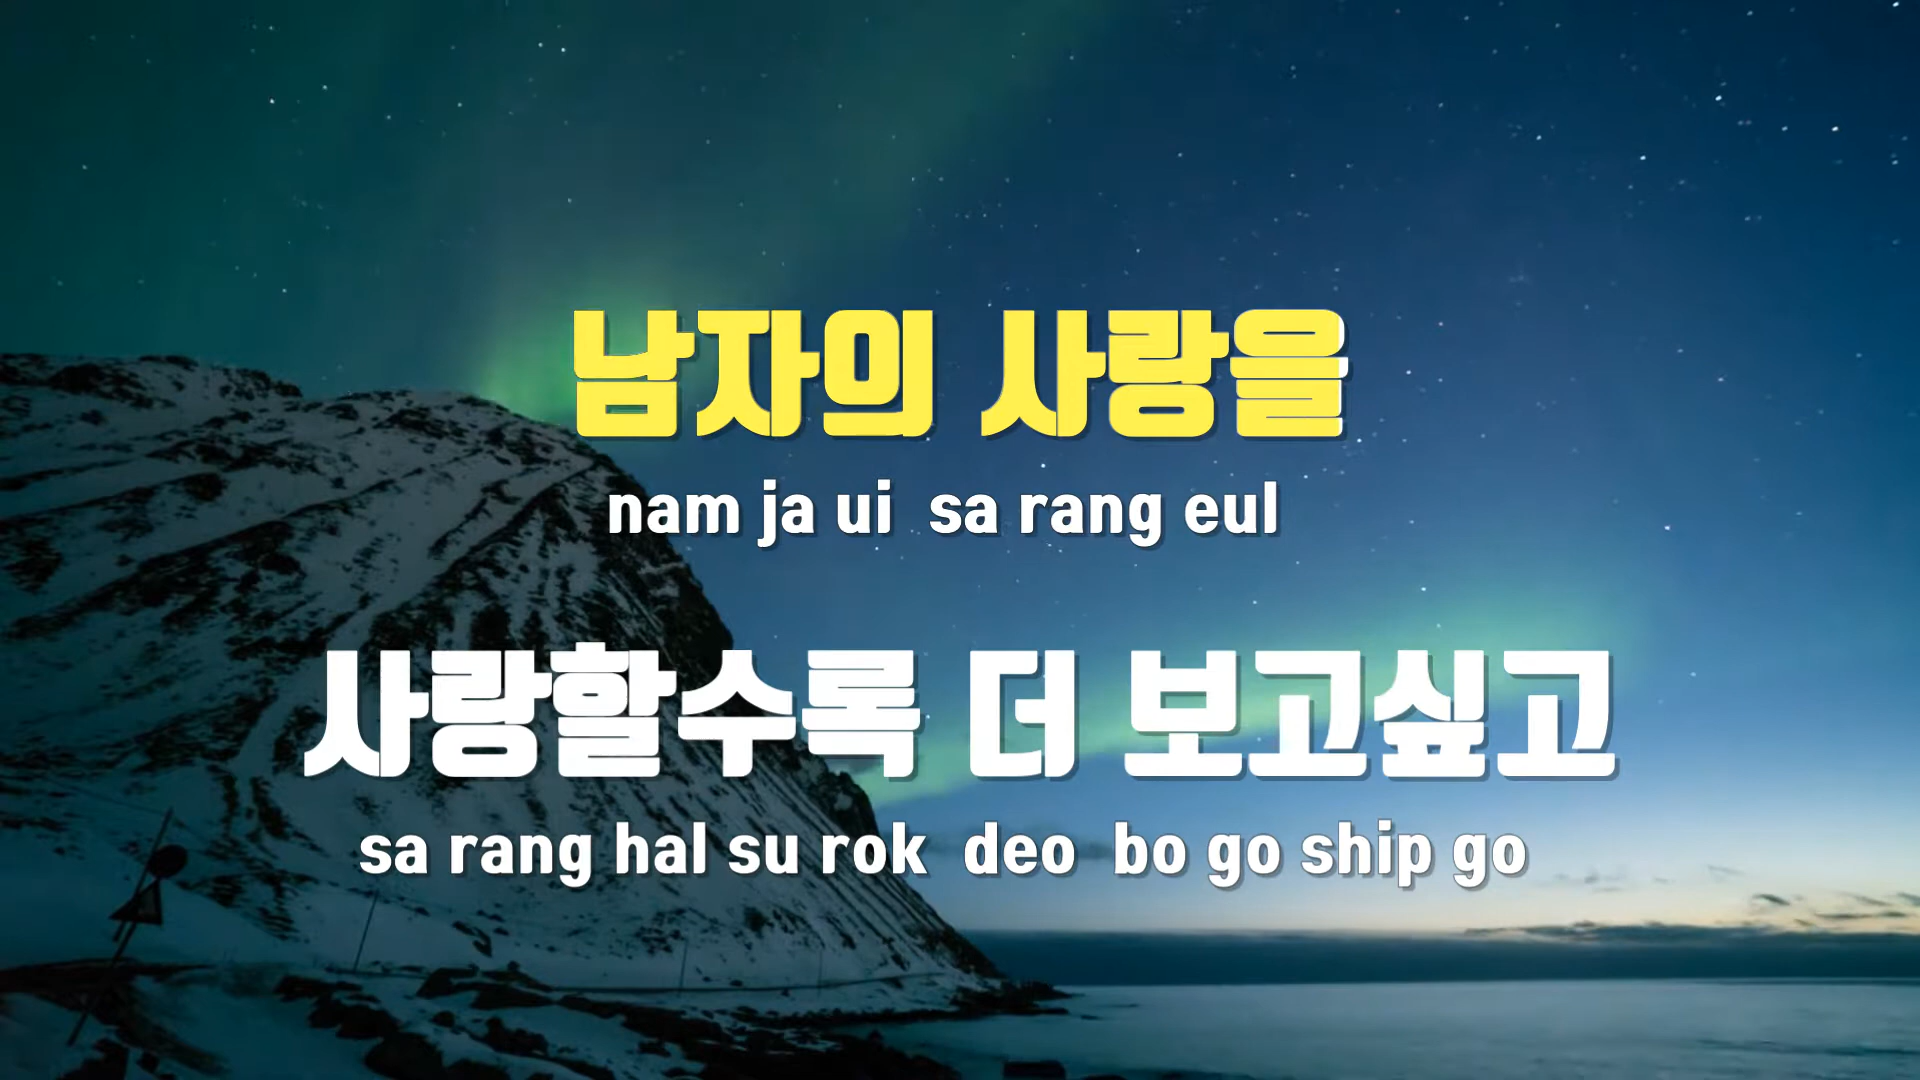 남자의 사랑을
nam ja ui sa rang eul
사랑할수록 더 보고싶고
sa rang hal su rok deo bo go ship go